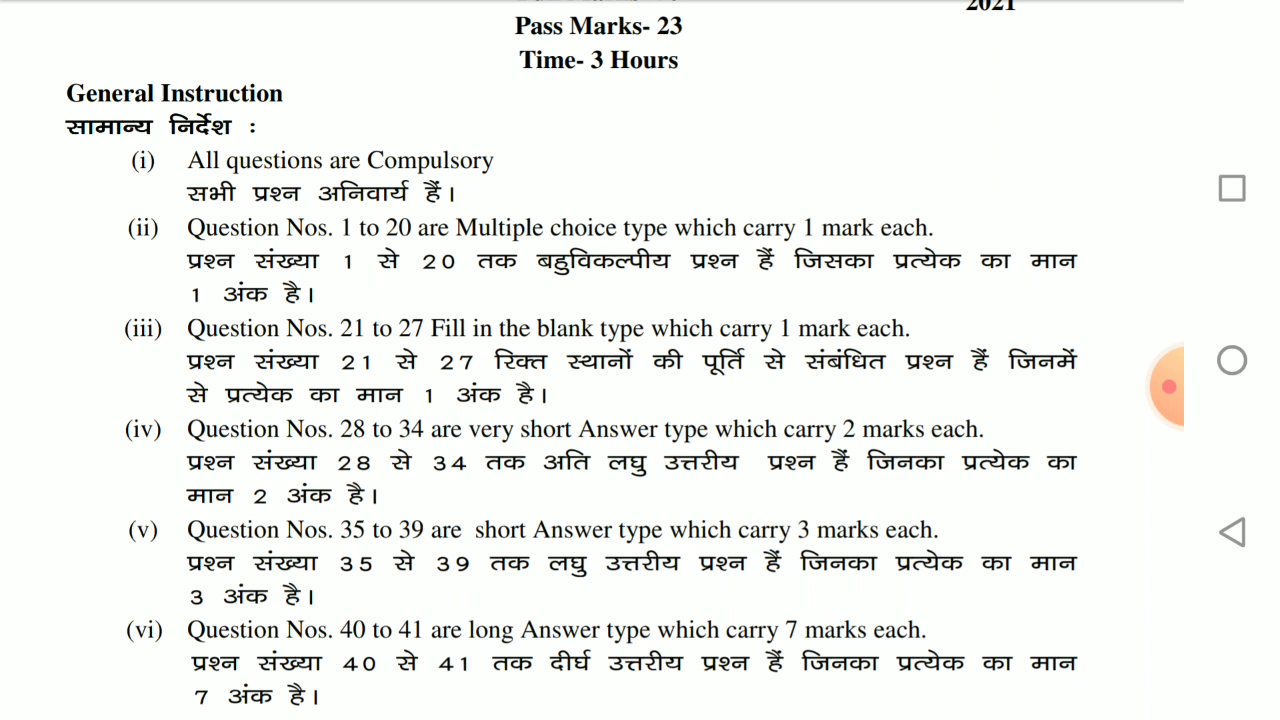 2021
Pass Marks- 23
Time- 3 Hours
General Instruction
सामान्य निर्देश :
(i) All questions are Compulsory
सभी प्रश्न अनिवार्य हैं।
(ii) Question Nos. 1 to 20 are Multiple choice type which carry 1 mark each.
प्रश्न संख्या 1 से 20 तक बहुविकल्पीय प्रश्न हैं जिसका प्रत्येक का मान
1 अंक है।
(iii) Question Nos. 21 to 27 Fill in the blank type which carry 1 mark each.
प्रश्न संख्या 21 से 27 रिक्त स्थानों की पूर्ति से संबंधित प्रश्न हैं जिनमें
से प्रत्येक का मान 1 अंक है।
(iv) Question Nos. 28 to 34 are very short Answer type which carry 2 marks each.
प्रश्न संख्या 28 से 34 तक अति लघु उत्तरीय प्रश्न हैं जिनका प्रत्येक का
मान 2 अंक है।
(v) Question Nos. 35 to 39 are short Answer type which carry 3 marks each.
प्रश्न संख्या 35 से 39 तक लघु उत्तरीय प्रश्न हैं जिनका प्रत्येक का मान
3 अंक है।
(vi) Question Nos. 40 to 41 are long Answer type which carry 7 marks each.
प्रश्न संख्या 40 से 41 तक दीर्घ उत्तरीय प्रश्न हैं जिनका प्रत्येक का मान
7 अंक है।